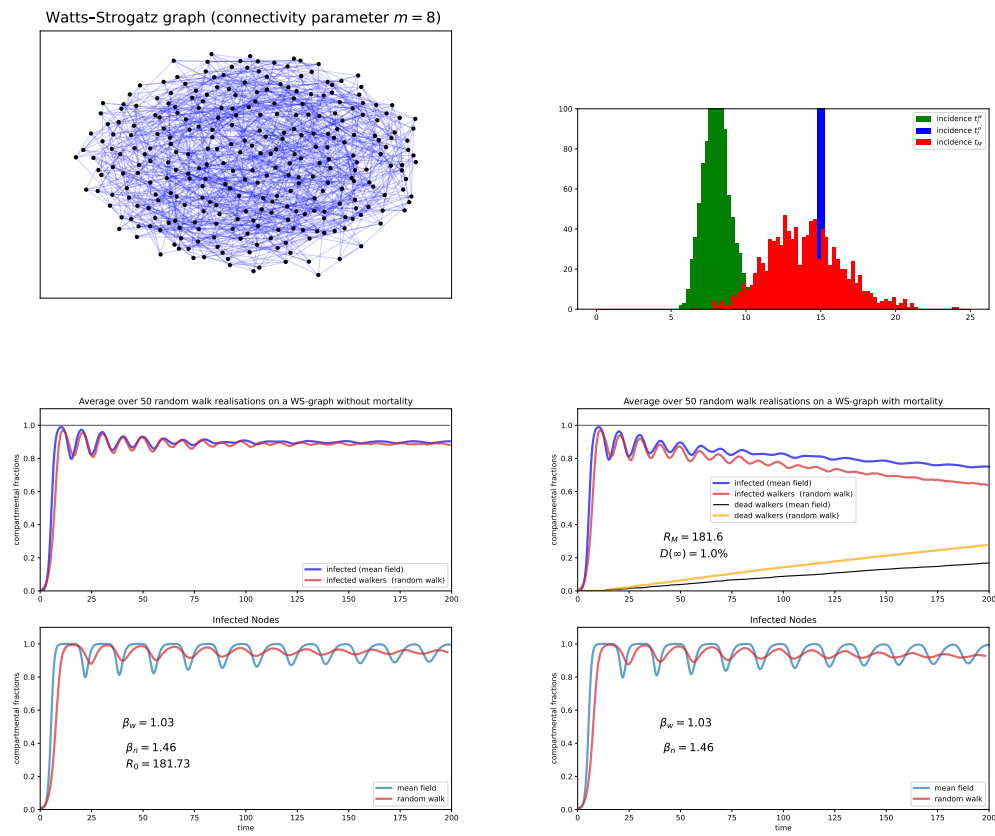 Watts–Strogatz graph (connectivity parameter m = 8)
incidence t_I^w
incidence t_I^n
incidence t_M
100
80
60
40
20
0
0 5 10 15 20 25
Average over 50 random walk realisations on a WS-graph without mortality
compartmental fractions
1.0
0.8
0.6
0.4
0.2
0.0
infected (mean field)
infected walkers (random walk)
0 25 50 75 100 125 150 175 200
Average over 50 random walk realisations on a WS-graph with mortality
compartmental fractions
1.0
0.8
0.6
0.4
0.2
0.0
infected (mean field)
infected walkers (random walk)
dead walkers (mean field)
dead walkers (random walk)
R_M = 181.6
D(∞) = 1.0%
0 25 50 75 100 125 150 175 200
Infected Nodes
compartmental fractions
1.0
0.8
0.6
0.4
0.2
0.0
β_w = 1.03
β_n = 1.46
R_0 = 181.73
mean field
random walk
0 25 50 75 100 125 150 175 200
time
Infected Nodes
compartmental fractions
1.0
0.8
0.6
0.4
0.2
0.0
β_w = 1.03
β_n = 1.46
mean field
random walk
0 25 50 75 100 125 150 175 200
time